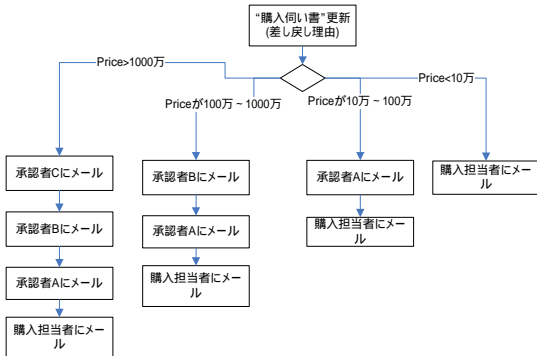 “購入伺い書”更新
(差し戻し理由)
Price>1000万
Priceが100万～1000万
Priceが10万～100万
Price<10万
承認者Cにメール
承認者Bにメール
承認者Aにメール
購入担当者にメー
ル
承認者Bにメール
承認者Aにメール
購入担当者にメー
ル
承認者Aにメール
購入担当者にメー
ル
購入担当者にメー
ル